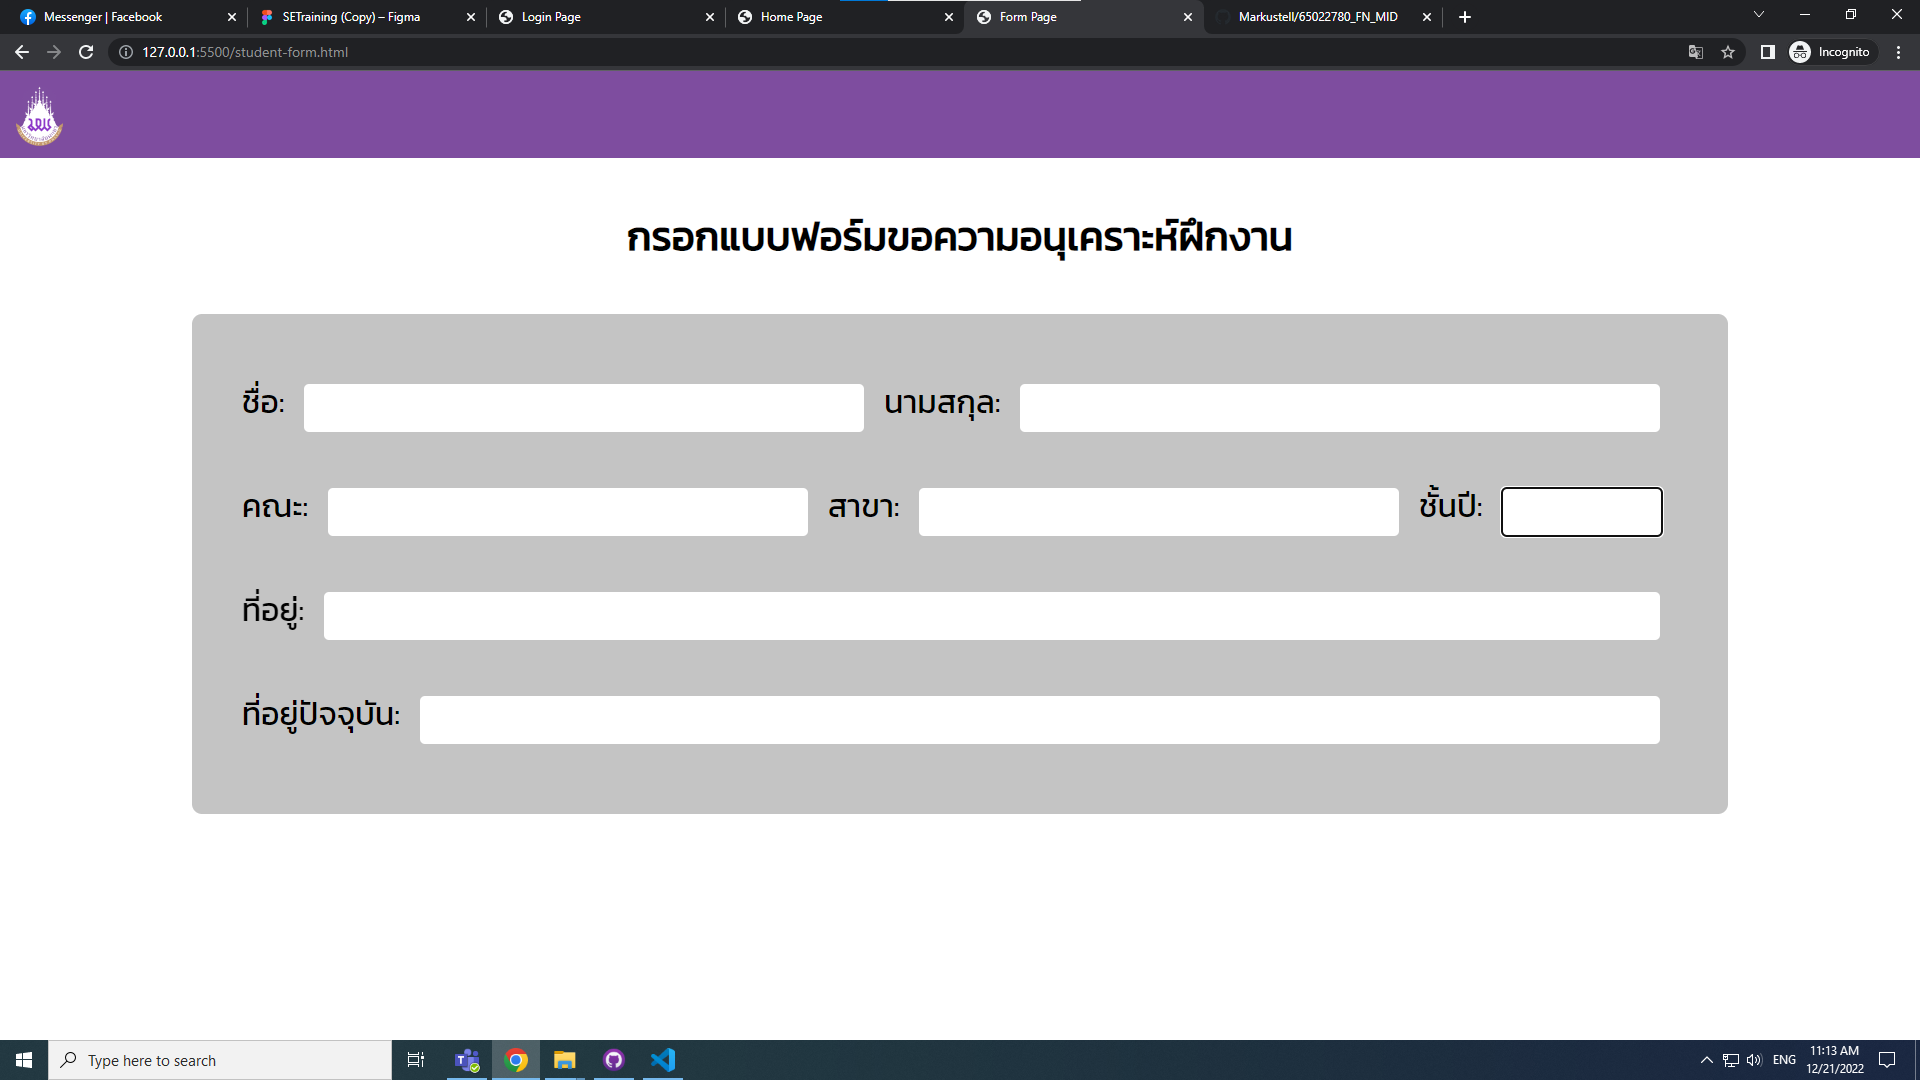 Messenger | Facebook
SETraining (Copy) – Figma
Login Page
Home Page
Form Page
Markustell/65022780_FN_MID
127.0.0.1:5500/student-form.html
Incognito
กรอกแบบฟอร์มขอความอนุเคราะห์ฝึกงาน
ชื่อ: นามสกุล:
คณะ: สาขา: ชั้นปี:
ที่อยู่:
ที่อยู่ปัจจุบัน:
Type here to search
ENG
11:13 AM
12/21/2022